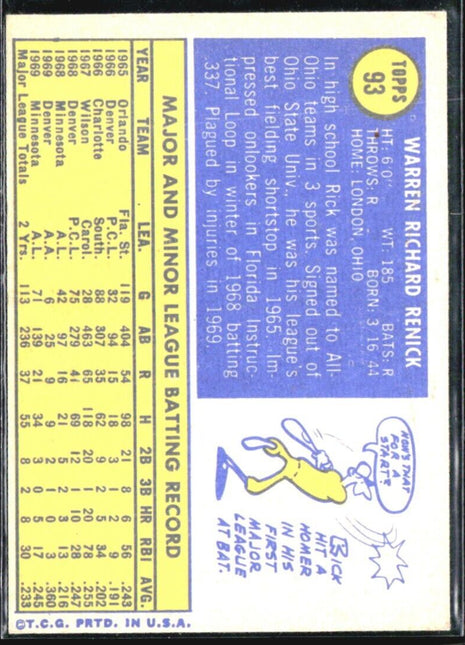 TOPPS
93
WARREN RICHARD RENICK
HT: 6'0" WT: 185 BATS: R
THROWS: R BORN: 3-16-44
HOME: LONDON, OHIO
In high school Rick was named to All-
Ohio teams in 3 sports. Signed out of
Ohio State Univ., he was his league's
best fielding shortstop in 1965. Im-
pressed onlookers in Florida Instruc-
tional Loop in winter of 1968 batting
.337. Plagued by injuries in 1969.
HOW'S THAT
FOR A
START?
RICK
HIT A
HOMER
IN HIS
FIRST
MAJOR
LEAGUE
AT BAT.
MAJOR AND MINOR LEAGUE BATTING RECORD
YEAR TEAM LEA. G AB R H 2B 3B HR RBI AVG.
1965 Orlando Fla. St. 119 404 54 98 21 8 6 56 .243
1966 Denver P.C.L. 94 15 18 3 9 .191
1966 Charlotte South. 88 307 35 62 9 2 5 34 .202
1967 Wilson Carol. 463 65 118 20 1 20 78 .255
1968 Denver P.C.L. 75 279 41 69 12 1 10 28 .247
1968 Minnesota A.L. 42 97 16 21 5 2 3 13 .216
1969 Denver A.A. 6 25 9 9 2 3 .360
1969 Minnesota A.L. 71 139 21 34 3 0 5 17 .245
Major League Totals 2 Yrs. 113 236 37 55 8 2 8 30 .233
©T.C.G. PRTD. IN U.S.A.